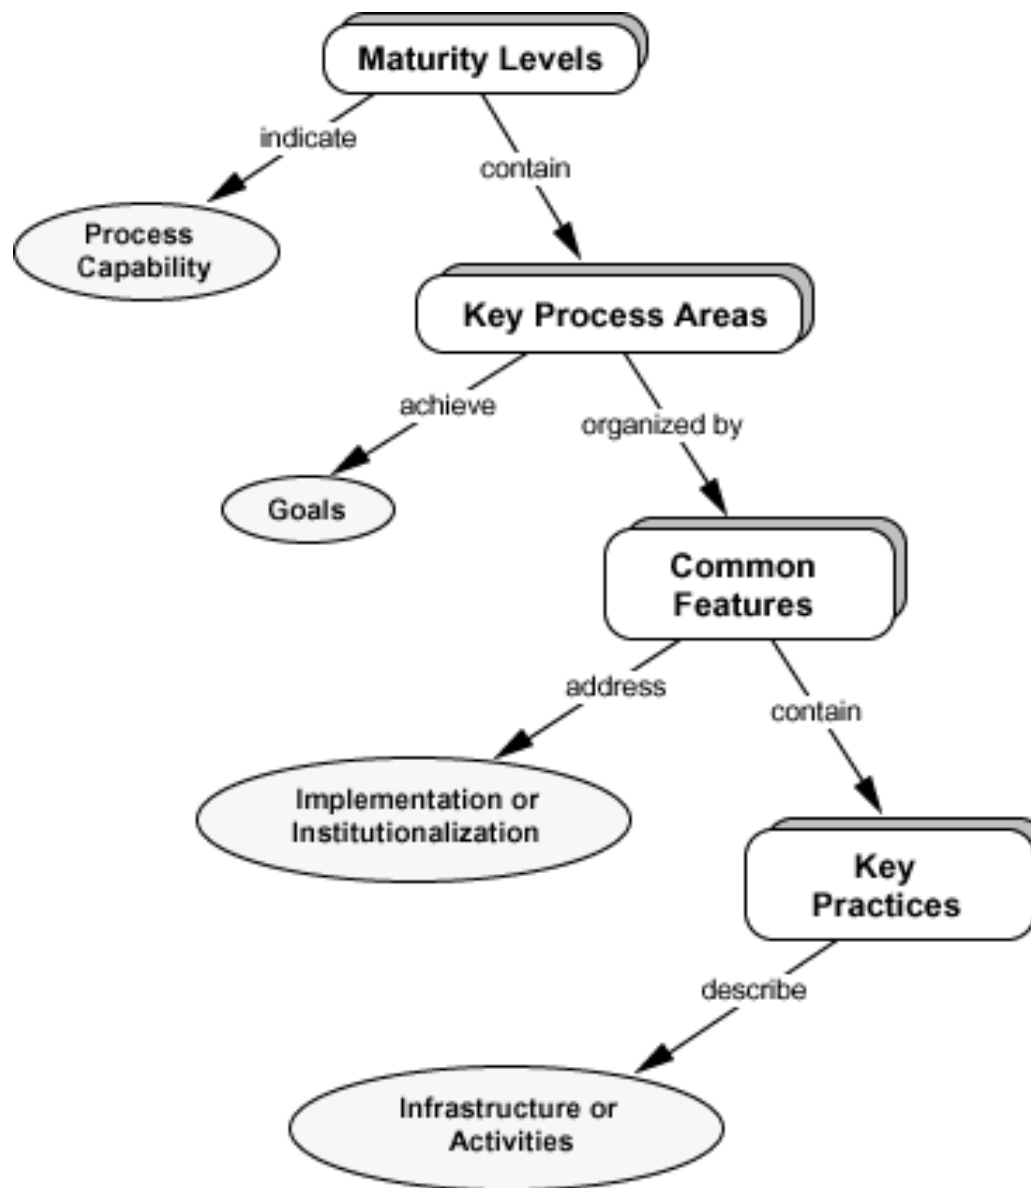 Maturity Levels
indicate
contain
Process
Capability
Key Process Areas
achieve
organized by
Goals
Common
Features
address
contain
Implementation or
Institutionalization
Key
Practices
describe
Infrastructure or
Activities